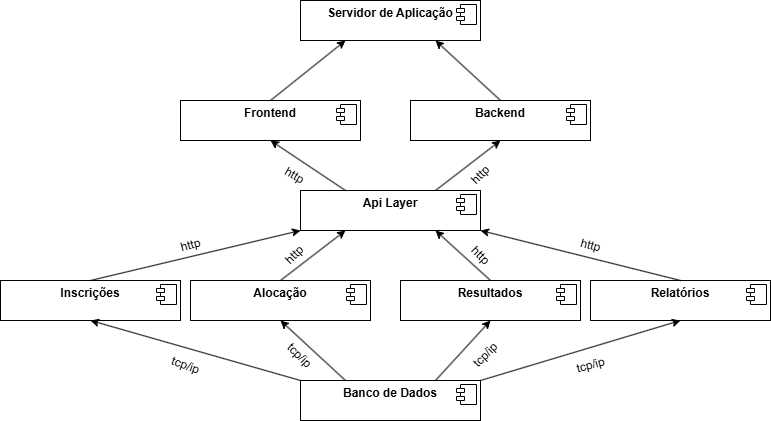 Servidor de Aplicação
Frontend
Backend
http
http
Api Layer
http
http
http
http
Inscrições
Alocação
Resultados
Relatórios
tcp/ip
tcp/ip
tcp/ip
tcp/ip
Banco de Dados